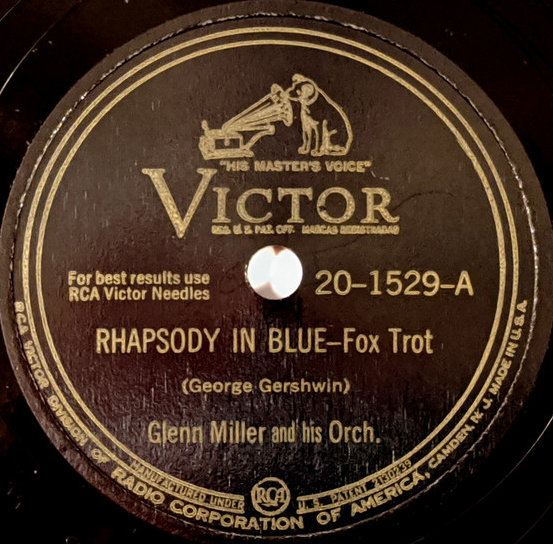 "HIS MASTER'S VOICE"
VICTOR
REG. U. S. PAT. OFF. MARCAS REGISTRADAS
For best results use
RCA Victor Needles
20-1529-A
RHAPSODY IN BLUE—Fox Trot
(George Gershwin)
Glenn Miller and his Orch.
MANUFACTURED UNDER RCA U. S. PATENT 2130239
RCA VICTOR DIVISION OF RADIO CORPORATION OF AMERICA, CAMDEN, N. J. MADE IN U. S. A.